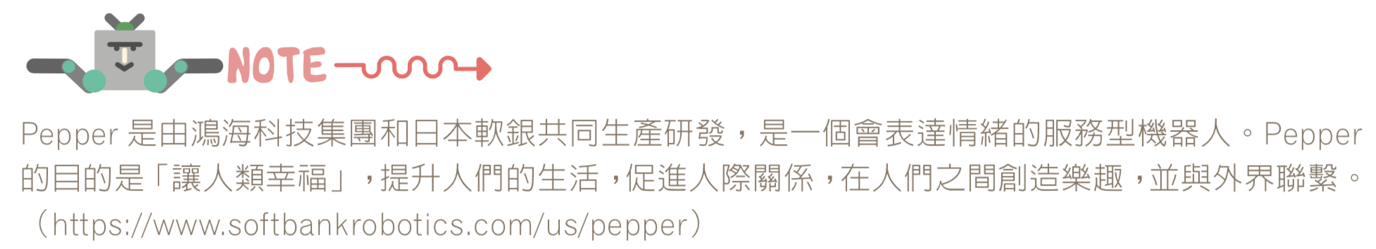 NOTE
Pepper 是由鴻海科技集團和日本軟銀共同生產研發，是一個會表達情緒的服務型機器人。Pepper
的目的是「讓人類幸福」，提升人們的生活，促進人際關係，在人們之間創造樂趣，並與外界聯繫。
（https://www.softbankrobotics.com/us/pepper）